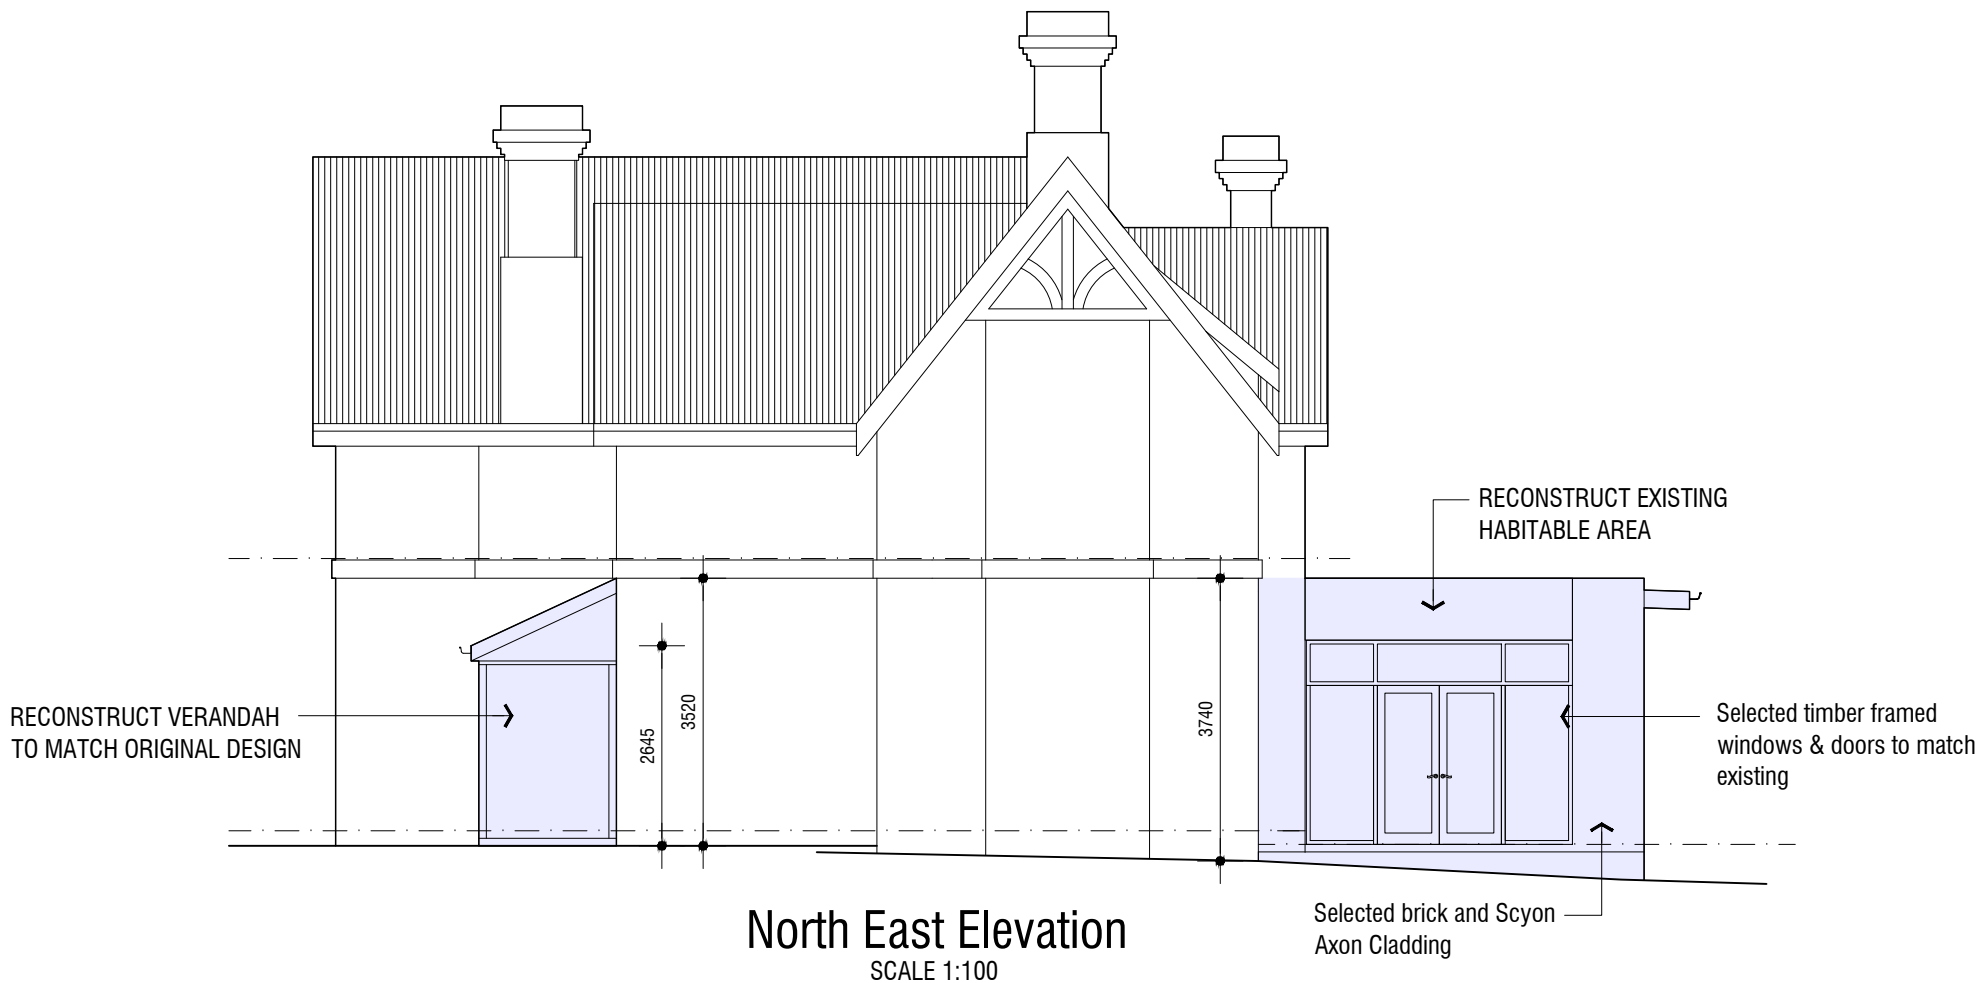 RECONSTRUCT EXISTING
HABITABLE AREA
RECONSTRUCT VERANDAH
TO MATCH ORIGINAL DESIGN
2645
3520
3740
Selected timber framed
windows & doors to match
existing
Selected brick and Scyon
Axon Cladding
North East Elevation
SCALE 1:100